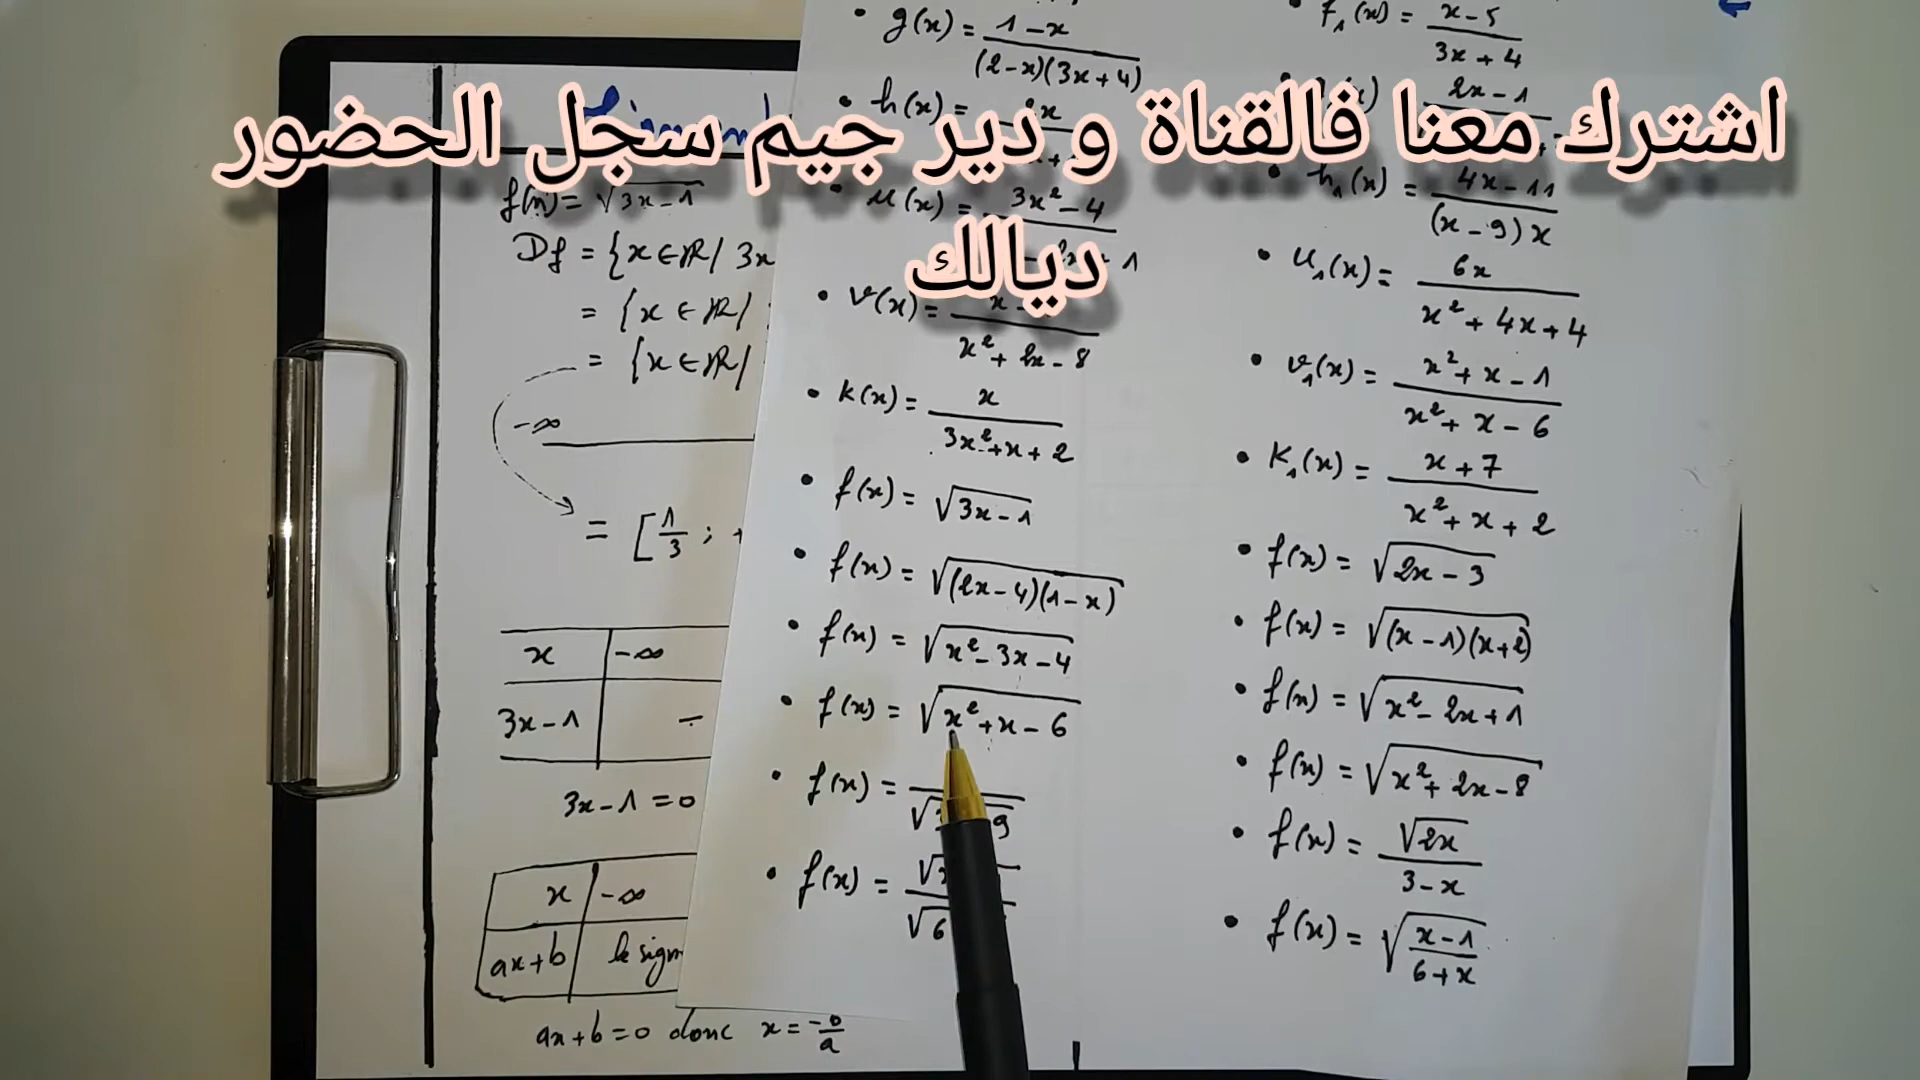 اشترك معنا فالقناة و دير جيم سجل الحضور
ديالك
f(x) = √3x-1
Df = {x ∈ ℝ / 3x
= {x ∈ ℝ /
= {x ∈ ℝ /
-∞
= [1/3 ; +
x | -∞
3x-1 | -
3x-1 = 0
x | -∞
ax+b | le signe
ax+b = 0 donc x = -b/a
• g(x) = (1-x)/((2-x)(3x+4))
• h(x) =
• u(x) = 3x²-4
• v(x) =
x²+2x-8
• k(x) = x/(3x²+x+2)
• f(x) = √3x-1
• f(x) = √(2x-4)(1-x)
• f(x) = √x²-3x-4
• f(x) = √x²+x-6
• f(x) =
• f(x) =
f₁(x) = (x-5)/(3x+4)
2x-1
• h₁(x) = (4x-11)/((x-9)x)
• u₁(x) = 6x/(x²+4x+4)
• v₁(x) = (x²+x-1)/(x²+x-6)
• K₁(x) = (x+7)/(x²+x+2)
• f(x) = √2x-3
• f(x) = √(x-1)(x+2)
• f(x) = √x²-2x+1
• f(x) = √x²+2x-8
• f(x) = √2x/(3-x)
• f(x) = √((x-1)/(6+x))